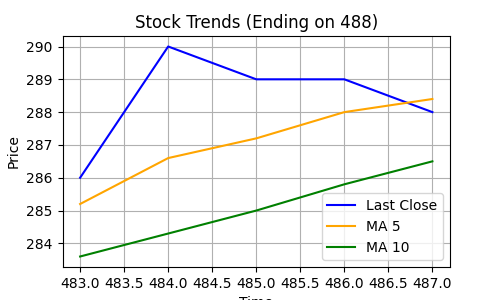 Stock Trends (Ending on 488)
290
289
288
287
286
285
284
Price
Last Close
MA 5
MA 10
483.0 483.5 484.0 484.5 485.0 485.5 486.0 486.5 487.0
Time